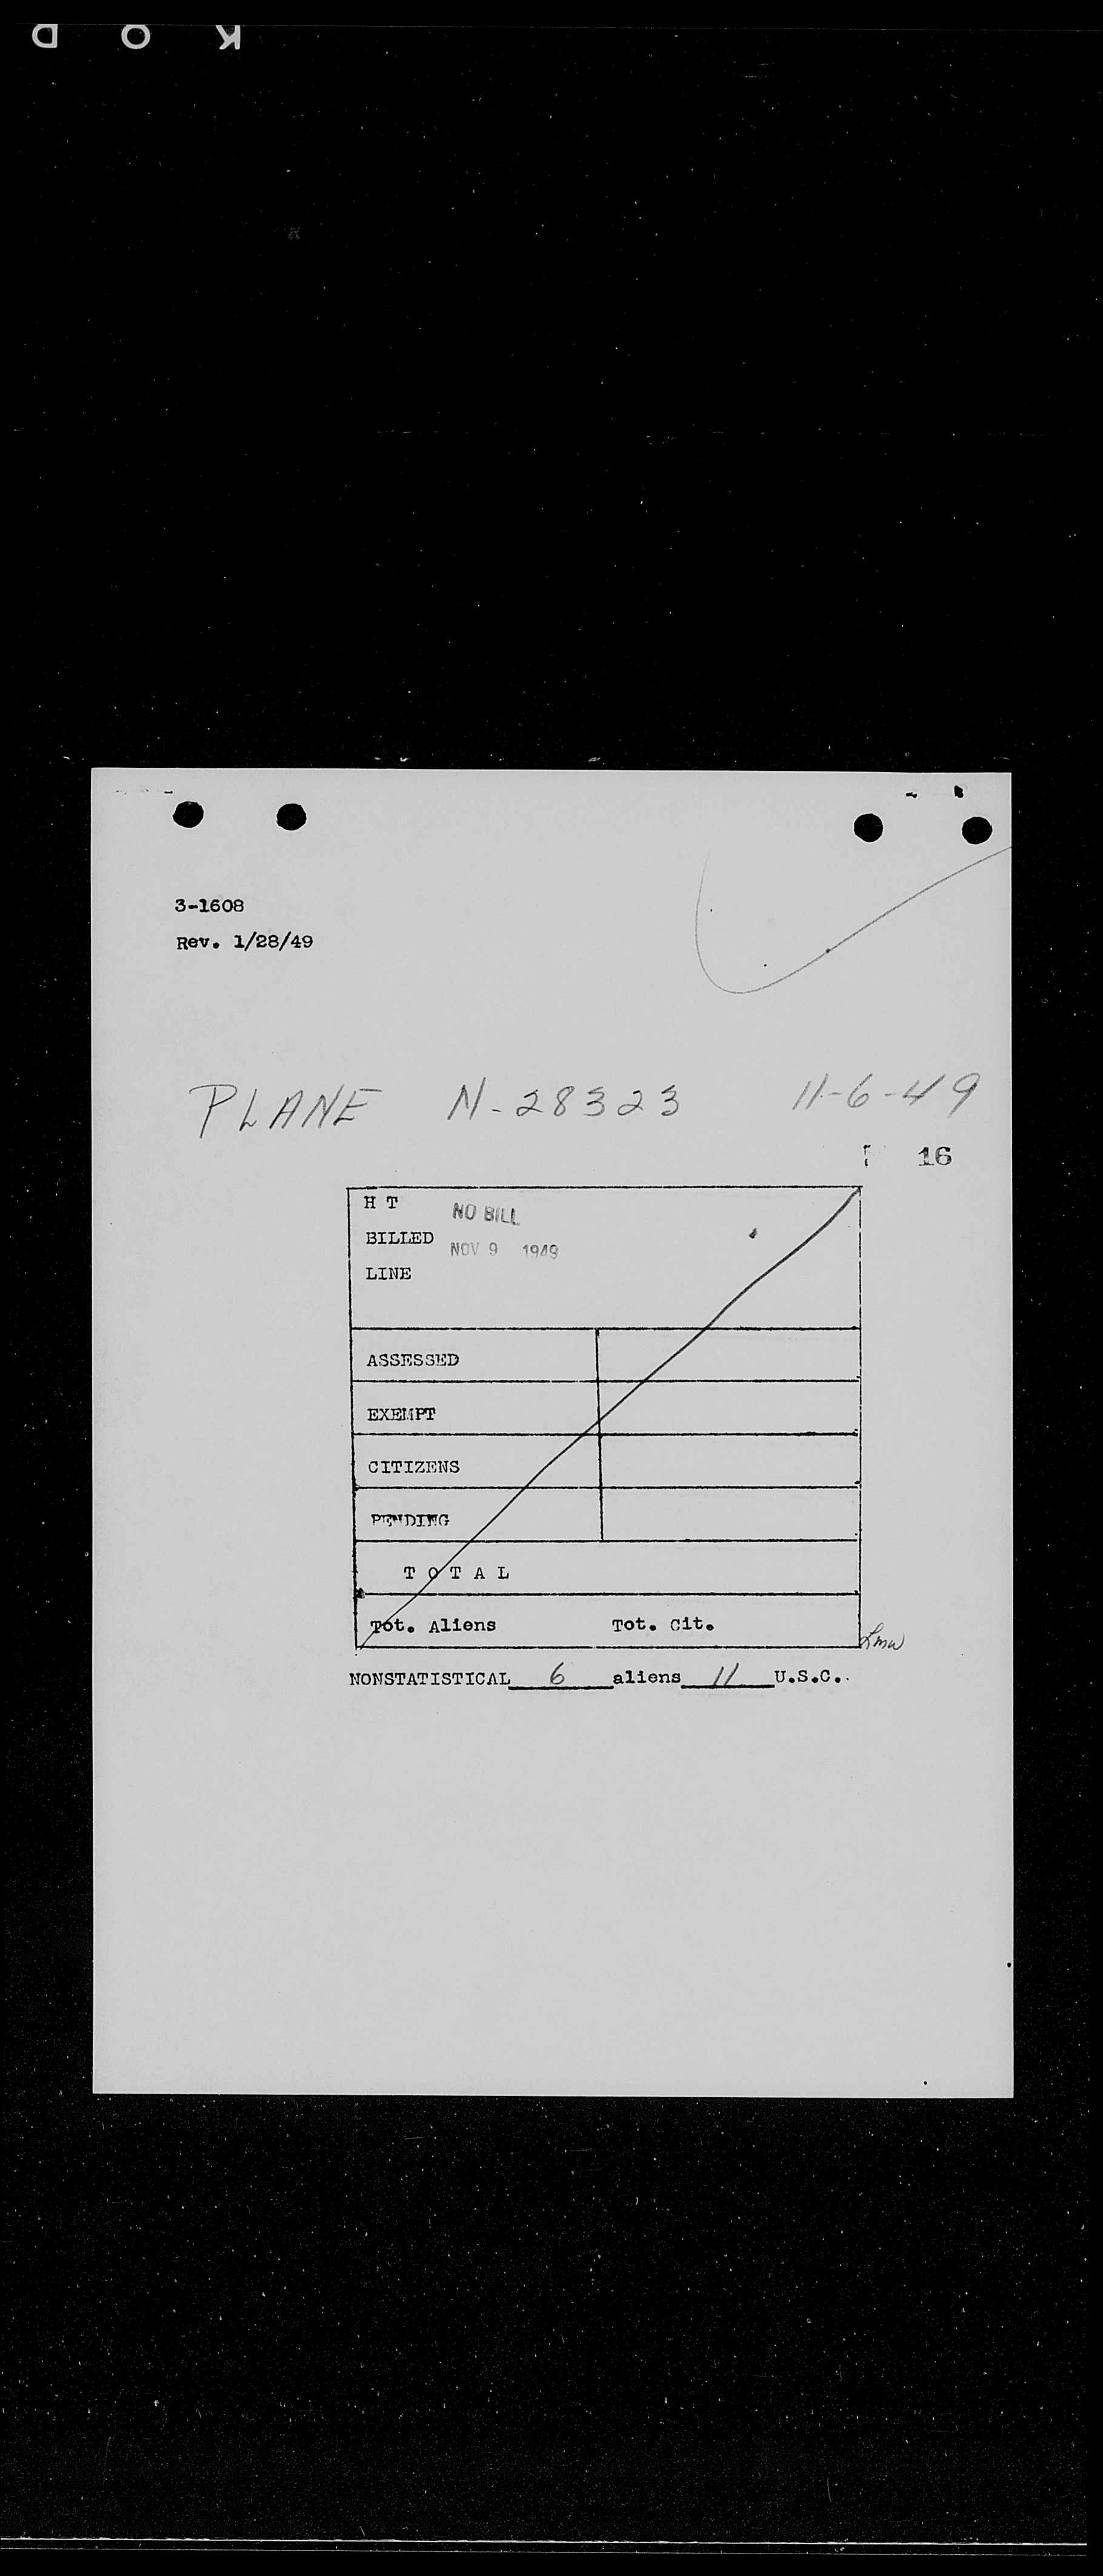 KOD
3-1608
Rev. 1/28/49
PLANE N-28323 11-6-49
16
H T NO BILL
BILLED NOV 9 1949
LINE
ASSESSED
EXEMPT
CITIZENS
PENDING
T O T A L
Tot. Aliens Tot. Cit.
NONSTATISTICAL 6 aliens 11 U.S.C.